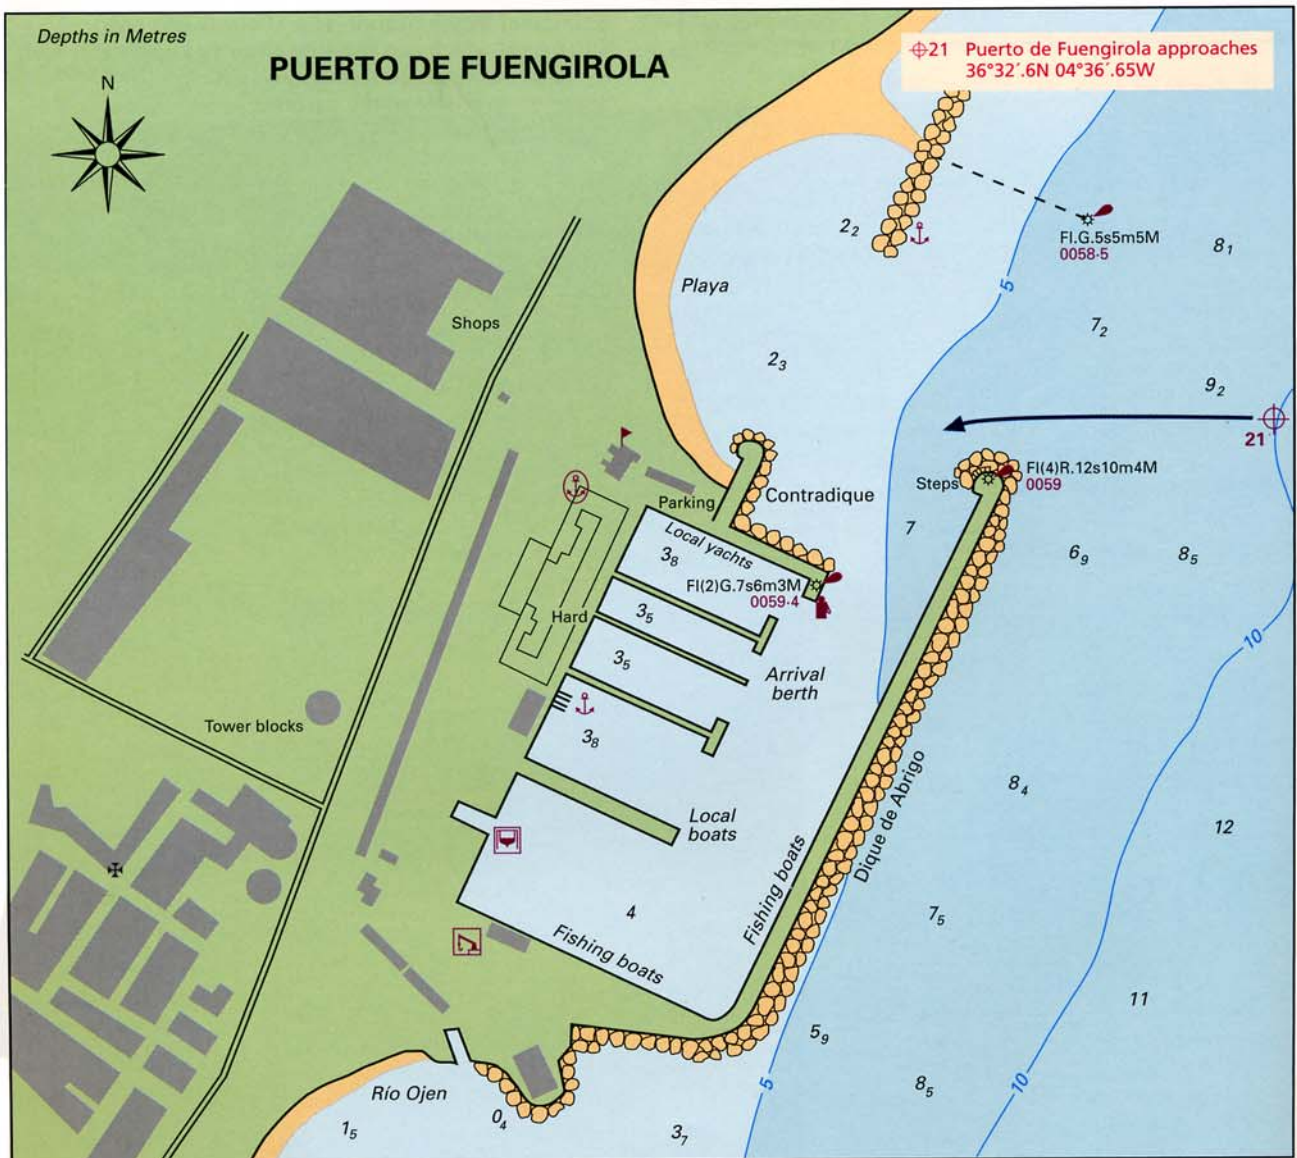 Depths in Metres
N
PUERTO DE FUENGIROLA
21 Puerto de Fuengirola approaches
36°32´.6N 04°36´.65W
2₂
Fl.G.5s5m5M
0058·5
8₁
Playa
5
Shops
7₂
2₃
9₂
21
Fl(4)R.12s10m4M
Steps
0059
Parking
Contradique
Local yachts
7
3₈
6₉
8₅
Fl(2)G.7s6m3M
0059·4
Hard
3₅
10
3₅
Arrival
berth
Tower blocks
3₈
8₄
Local
boats
12
Dique de Abrigo
Fishing boats
4
7₅
Fishing boats
11
5₉
Río Ojen
5
8₅
10
0₄
1₅
3₇